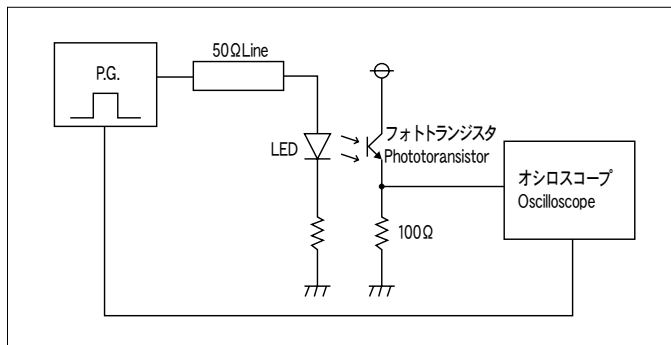 P.G.
50ΩLine
LED
フォトトランジスタ
Phototoransistor
100Ω
オシロスコープ
Oscilloscope